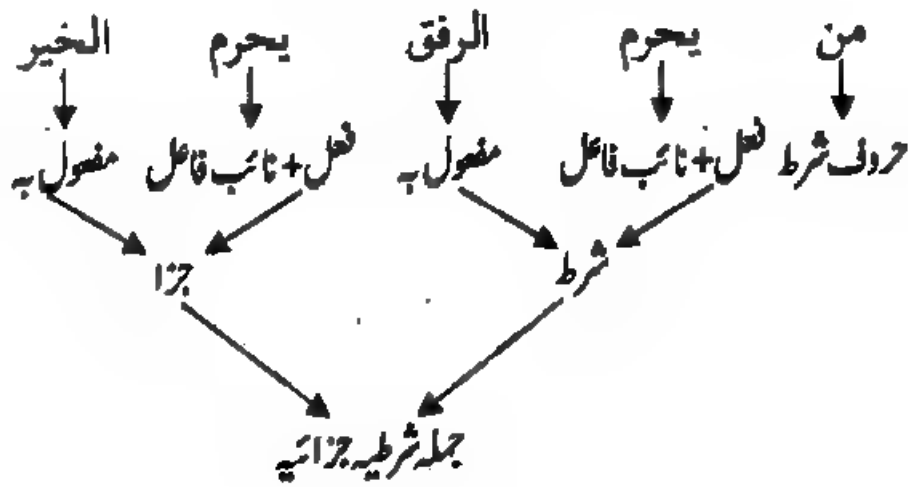 من يحرم الرفق يحرم الخير
حروف شرط فعل+نائب فاعل مفعول بہ فعل+نائب فاعل مفعول بہ
شرط جزا
جملہ شرطیہ جزائیہ